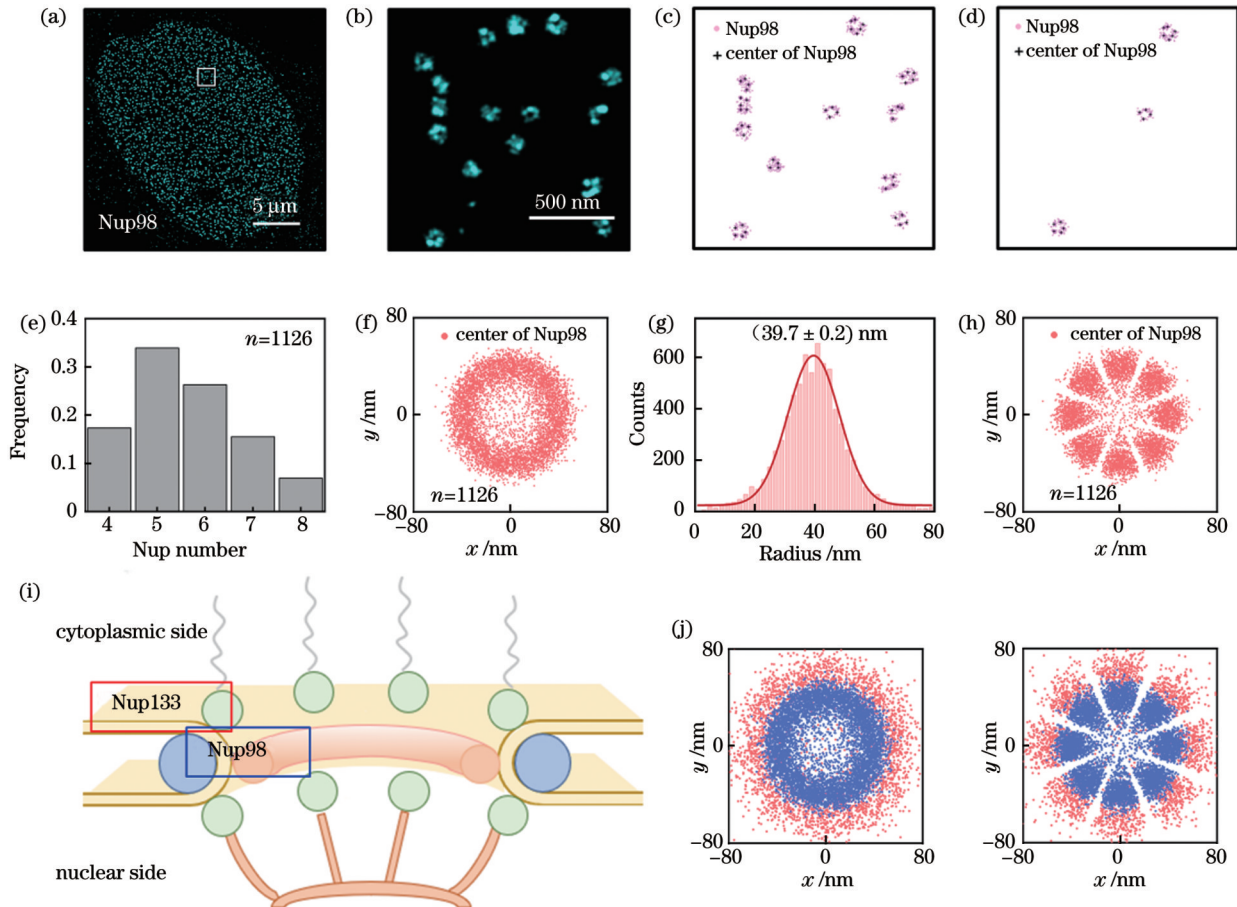 (a)
Nup98
5 μm
(b)
500 nm
(c)
Nup98
+ center of Nup98
(d)
Nup98
+ center of Nup98
(e)
0.4
0.3
0.2
0.1
0
Frequency
n=1126
4 5 6 7 8
Nup number
(f)
80
0
−80
y /nm
center of Nup98
n=1126
−80 0 80
x /nm
(g)
(39.7 ± 0.2) nm
600
400
200
0
Counts
0 20 40 60 80
Radius /nm
(h)
80
0
−80
y /nm
center of Nup98
n=1126
−80 0 80
x /nm
(i)
cytoplasmic side
Nup133
Nup98
nuclear side
(j)
80
0
−80
y /nm
−80 0 80
x /nm
80
0
−80
y /nm
−80 0 80
x /nm